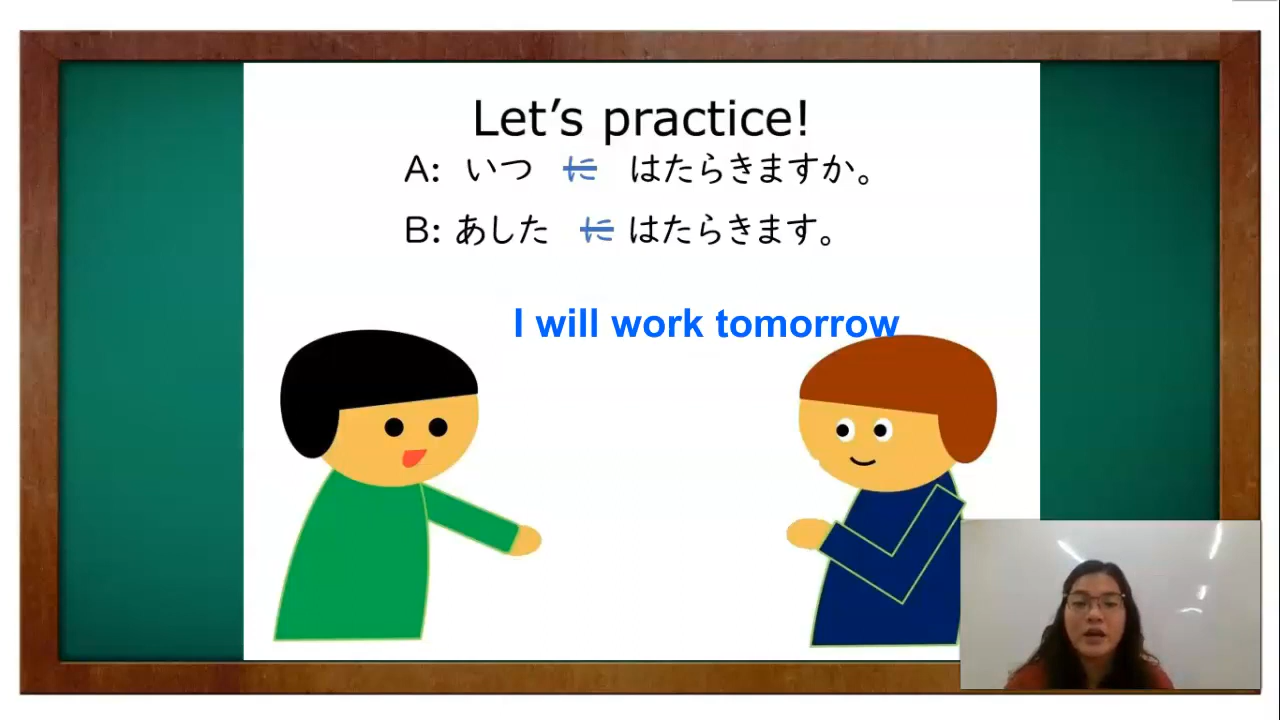 Let's practice!
A: いつ に はたらきますか。
B: あした に はたらきます。
I will work tomorrow